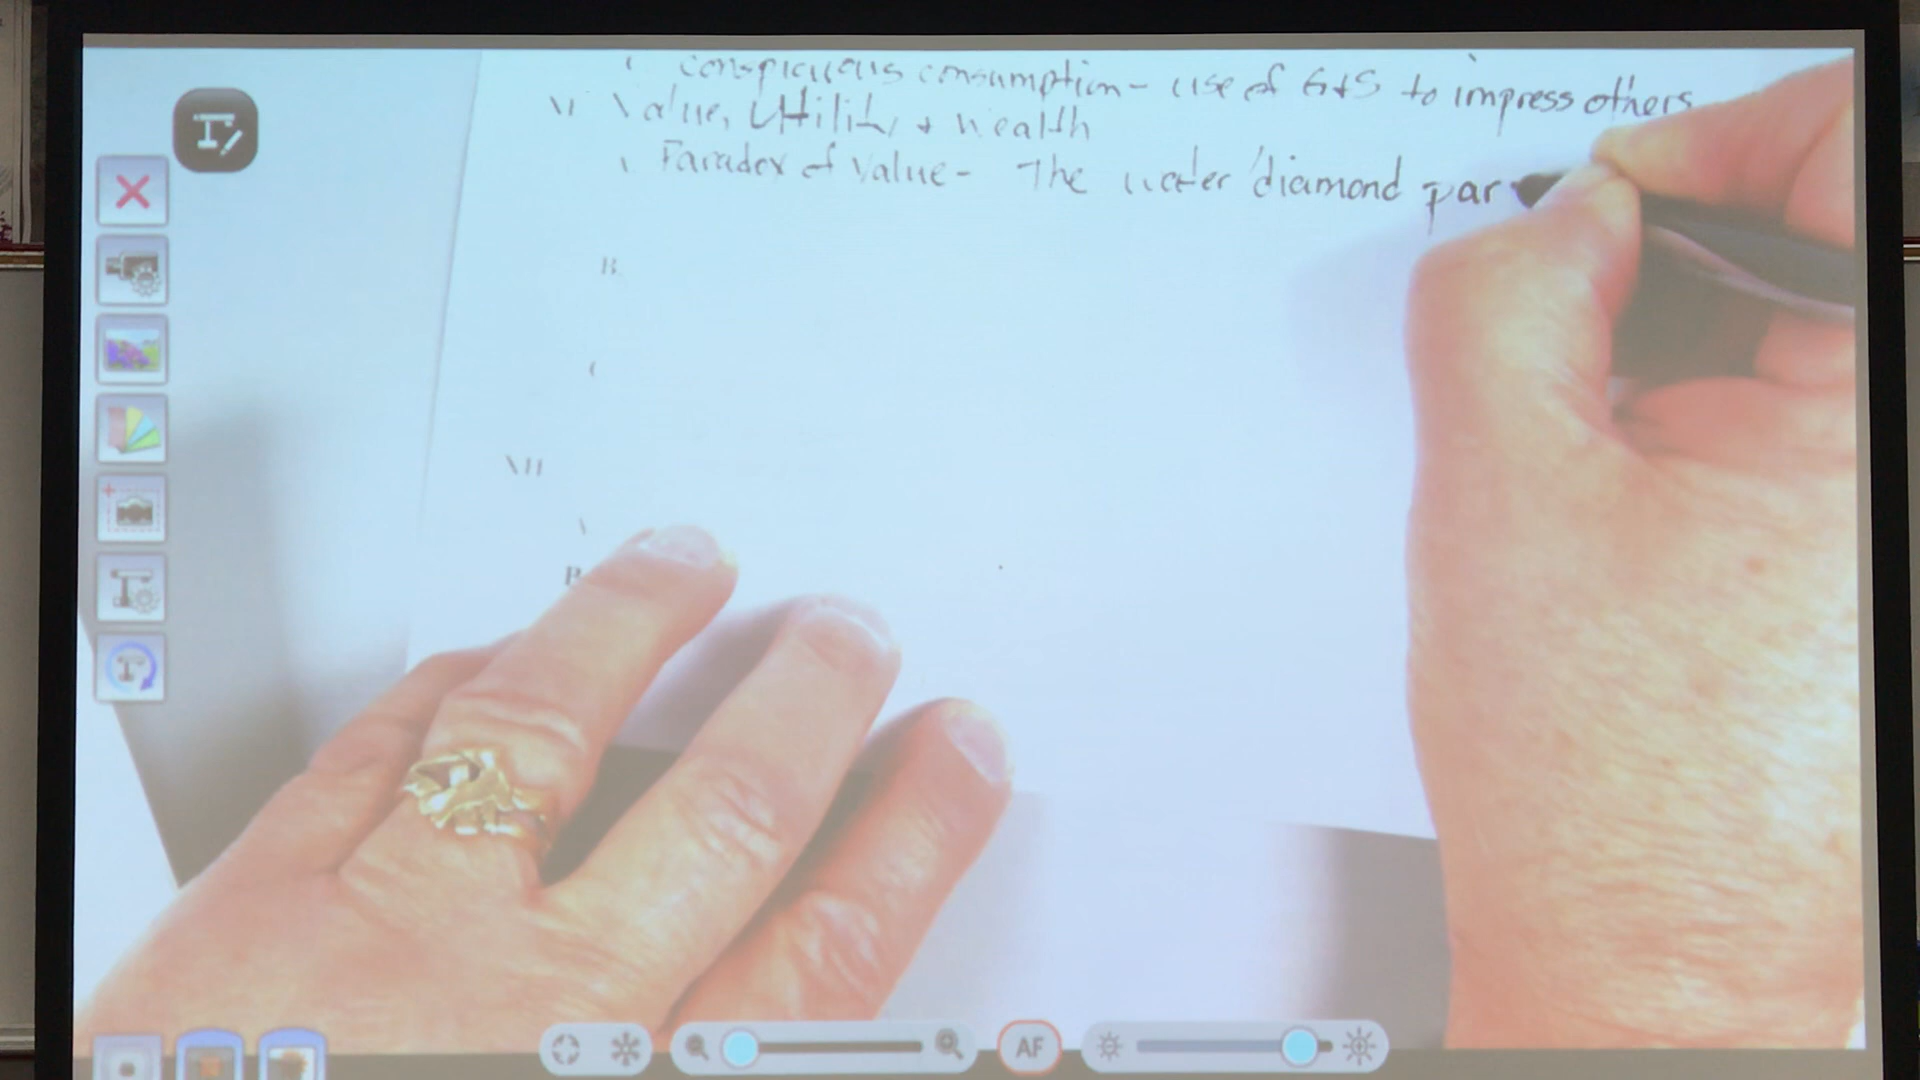 C Conspicuous consumption- use of G+S to impress others
VI Value, Utility, + Wealth
A Paradox of Value- The water/diamond par
B.
C
VII
A
B
AF